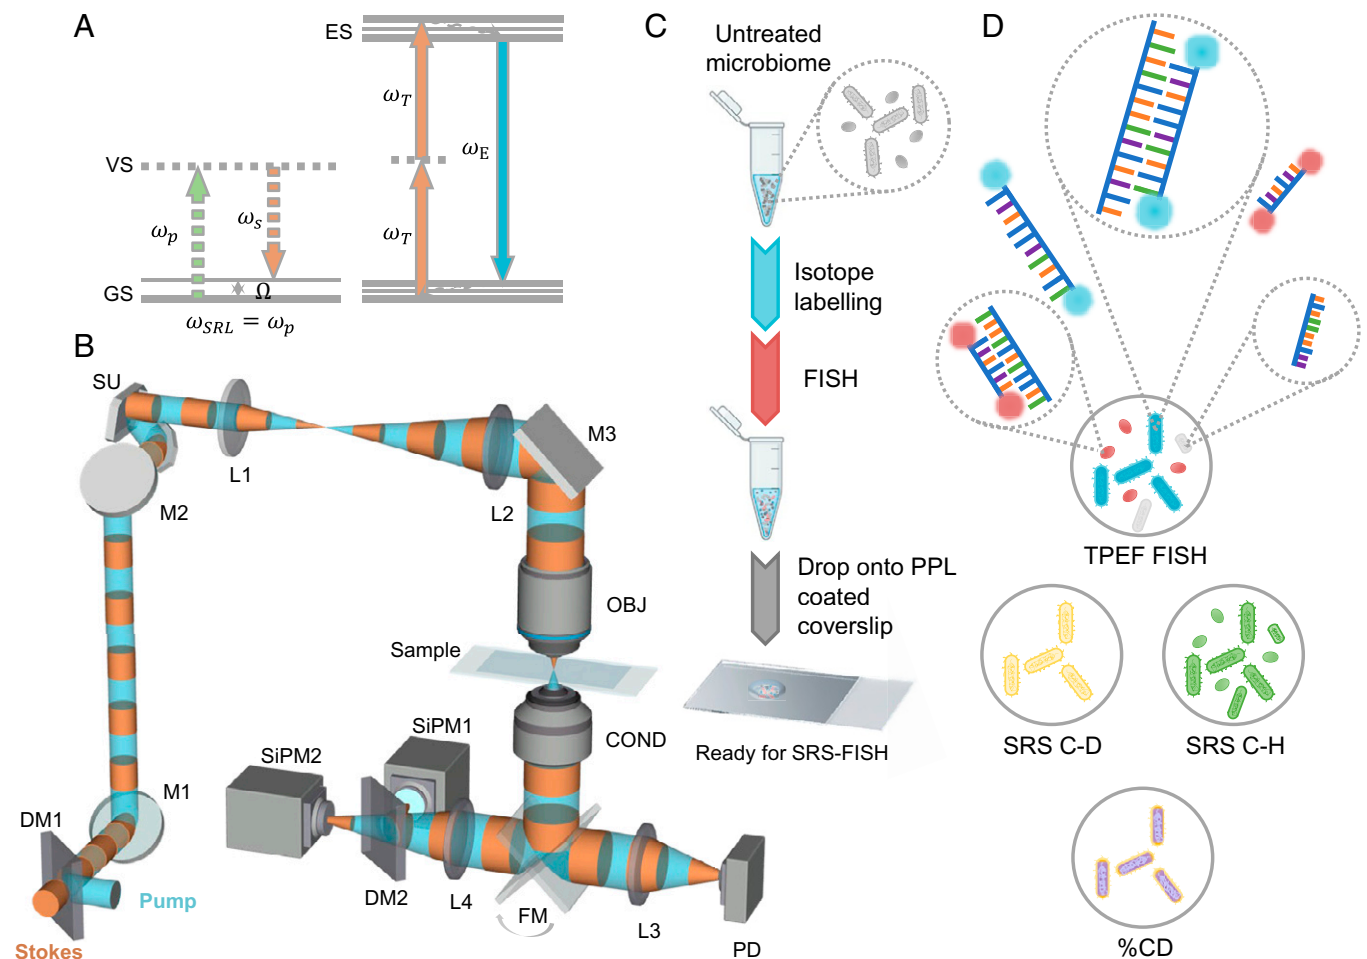 A
ES
ω_T
ω_E
VS
ω_p
ω_s
ω_T
Ω
GS
ω_SRL = ω_p
B
SU
L1
M2
L2
M3
OBJ
Sample
COND
SiPM1
SiPM2
M1
DM1
Pump
Stokes
DM2
L4
FM
L3
PD
C
Untreated
microbiome
Isotope
labelling
FISH
Drop onto PPL
coated
coverslip
Ready for SRS-FISH
D
TPEF FISH
SRS C-D
SRS C-H
%CD